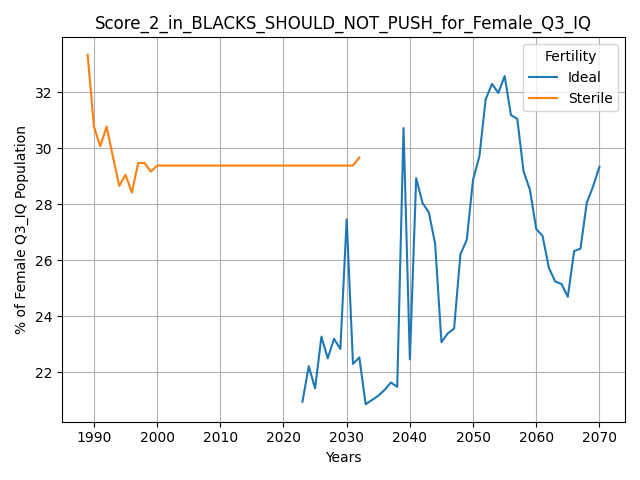 Score_2_in_BLACKS_SHOULD_NOT_PUSH_for_Female_Q3_IQ
Fertility
Ideal
Sterile
% of Female Q3_IQ Population
32
30
28
26
24
22
1990 2000 2010 2020 2030 2040 2050 2060 2070
Years